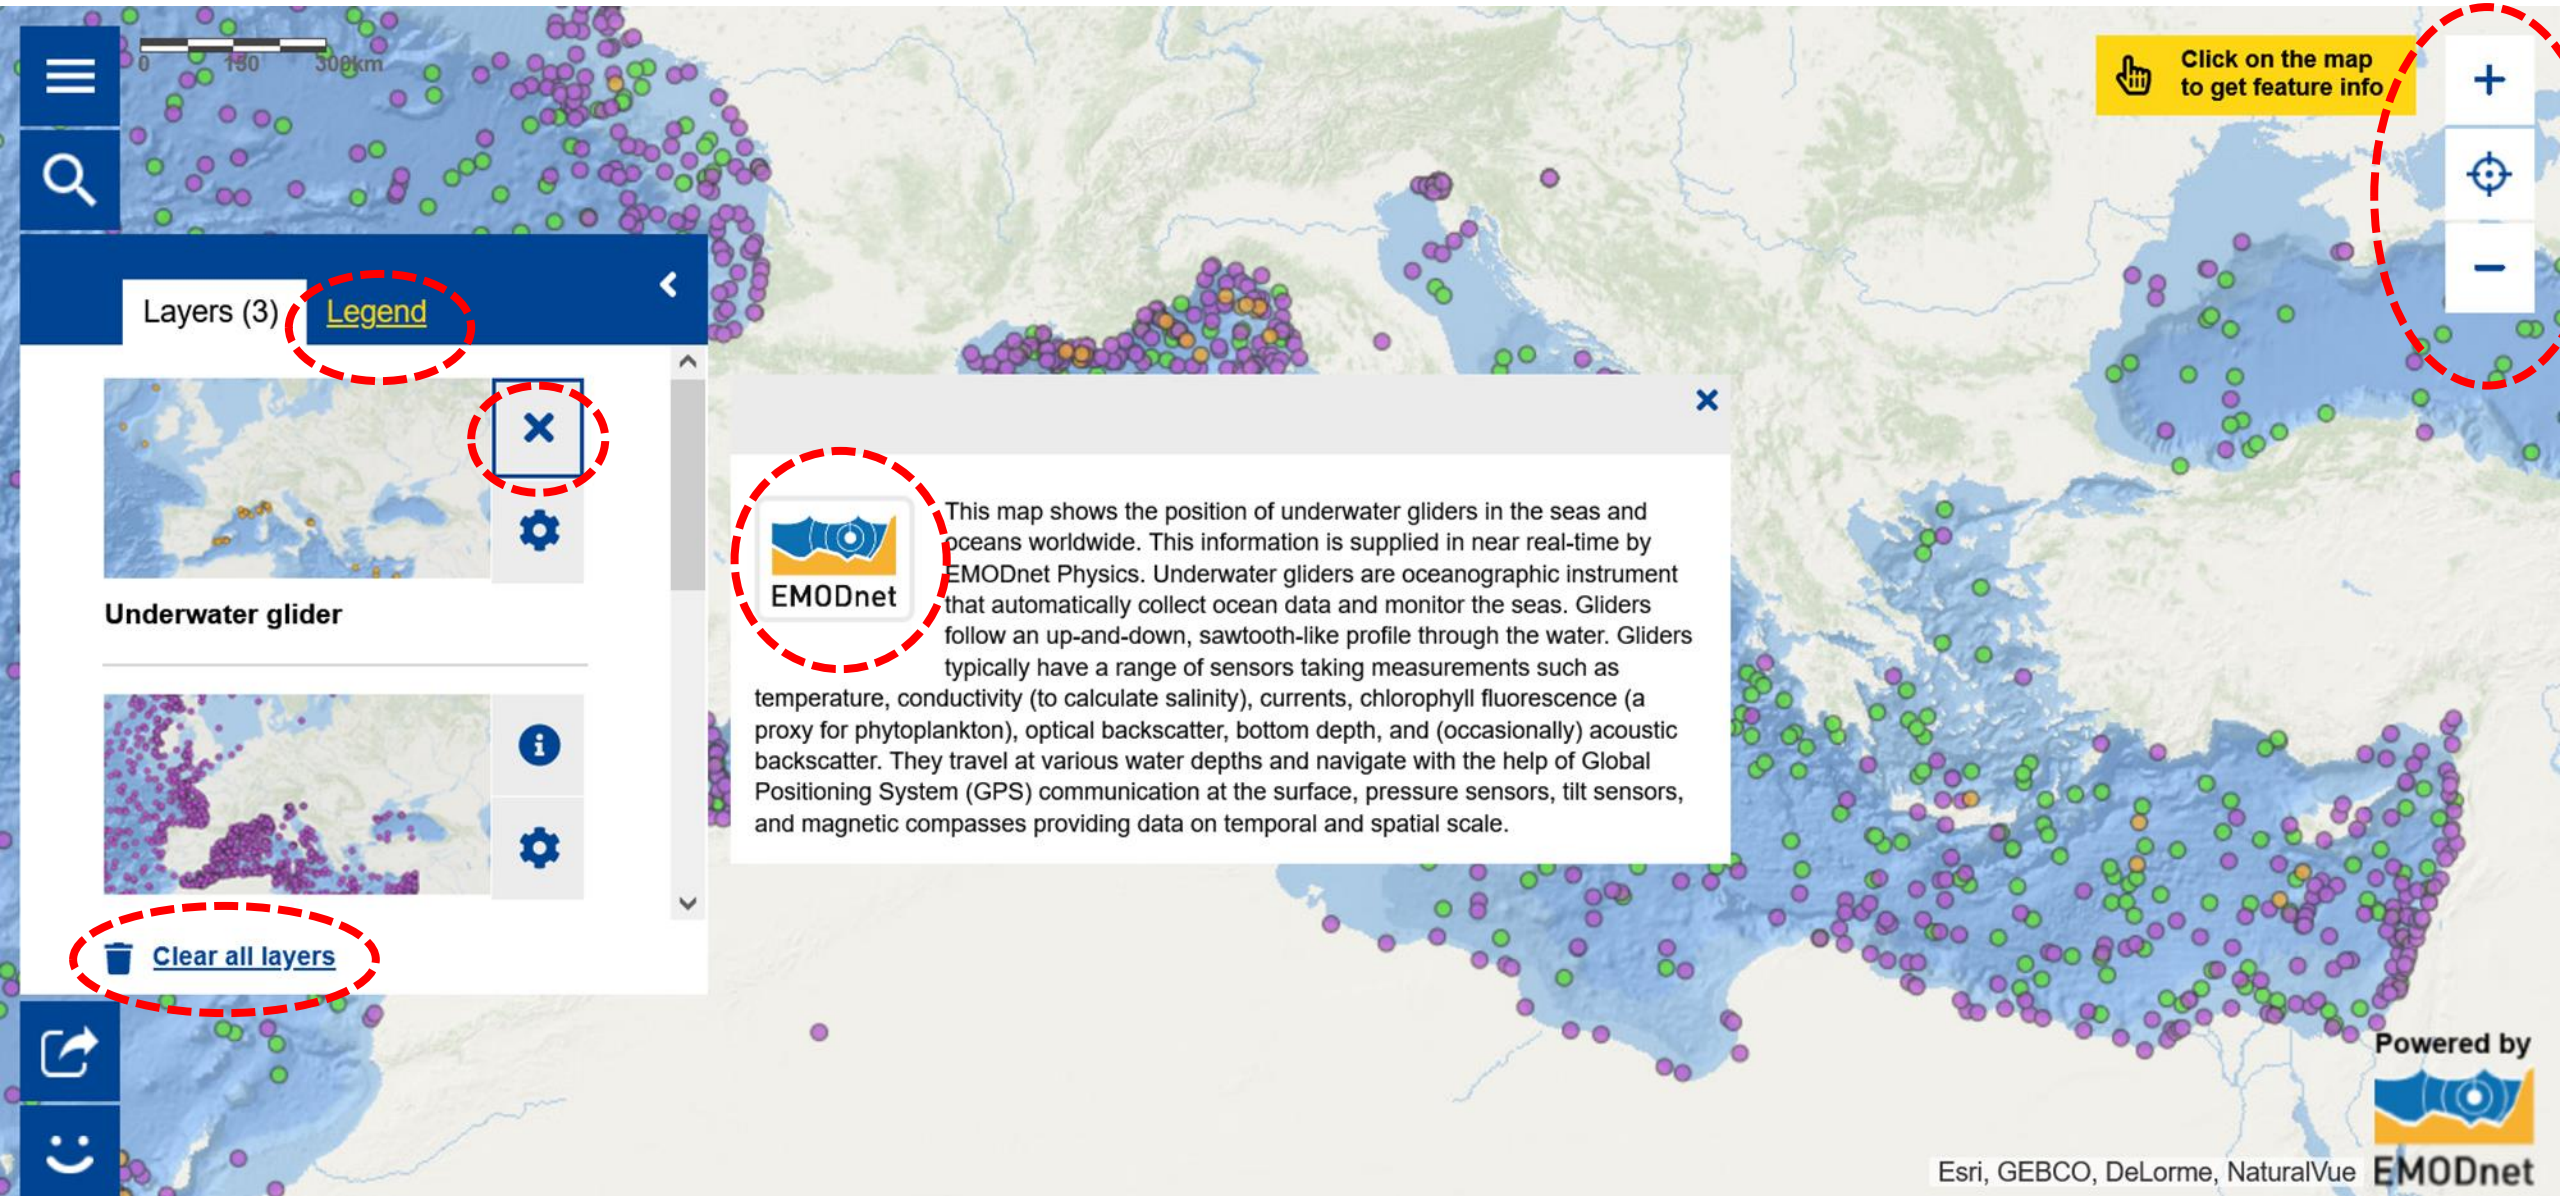 0 150 300km
Click on the map
to get feature info
Layers (3) Legend
Underwater glider
Clear all layers
EMODnet
This map shows the position of underwater gliders in the seas and
oceans worldwide. This information is supplied in near real-time by
EMODnet Physics. Underwater gliders are oceanographic instrument
that automatically collect ocean data and monitor the seas. Gliders
follow an up-and-down, sawtooth-like profile through the water. Gliders
typically have a range of sensors taking measurements such as
temperature, conductivity (to calculate salinity), currents, chlorophyll fluorescence (a
proxy for phytoplankton), optical backscatter, bottom depth, and (occasionally) acoustic
backscatter. They travel at various water depths and navigate with the help of Global
Positioning System (GPS) communication at the surface, pressure sensors, tilt sensors,
and magnetic compasses providing data on temporal and spatial scale.
Powered by
EMODnet
Esri, GEBCO, DeLorme, NaturalVue